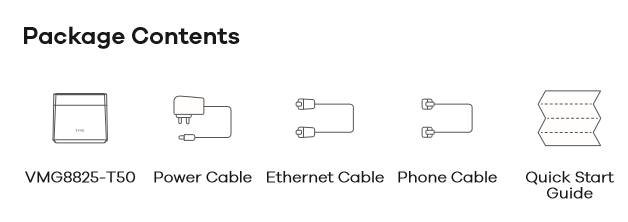 Package Contents
VMG8825-T50 Power Cable Ethernet Cable Phone Cable Quick Start
Guide